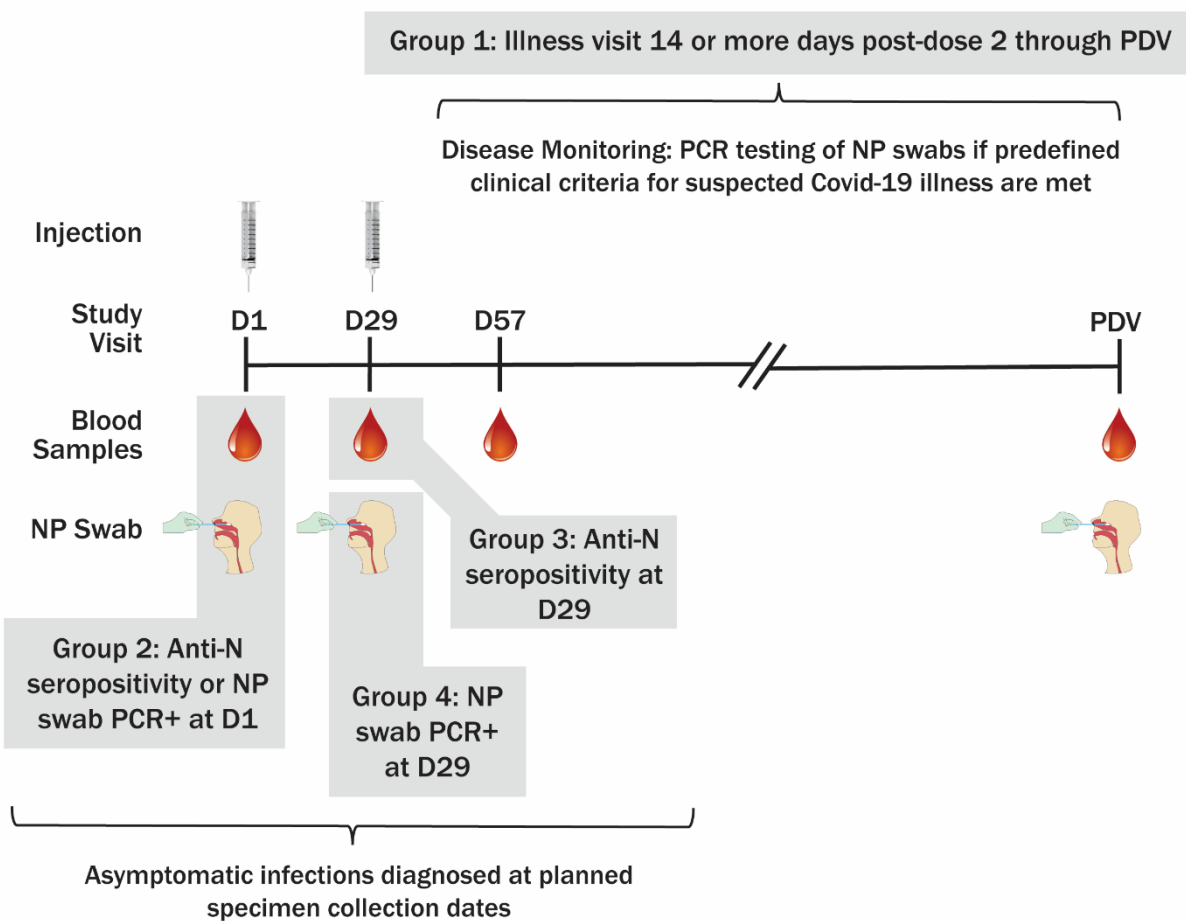 Group 1: Illness visit 14 or more days post-dose 2 through PDV
Disease Monitoring: PCR testing of NP swabs if predefined
clinical criteria for suspected Covid-19 illness are met
Injection
Study
Visit
D1
D29
D57
PDV
Blood
Samples
NP Swab
Group 3: Anti-N
seropositivity at
D29
Group 2: Anti-N
seropositivity or NP
swab PCR+ at D1
Group 4: NP
swab PCR+
at D29
Asymptomatic infections diagnosed at planned
specimen collection dates